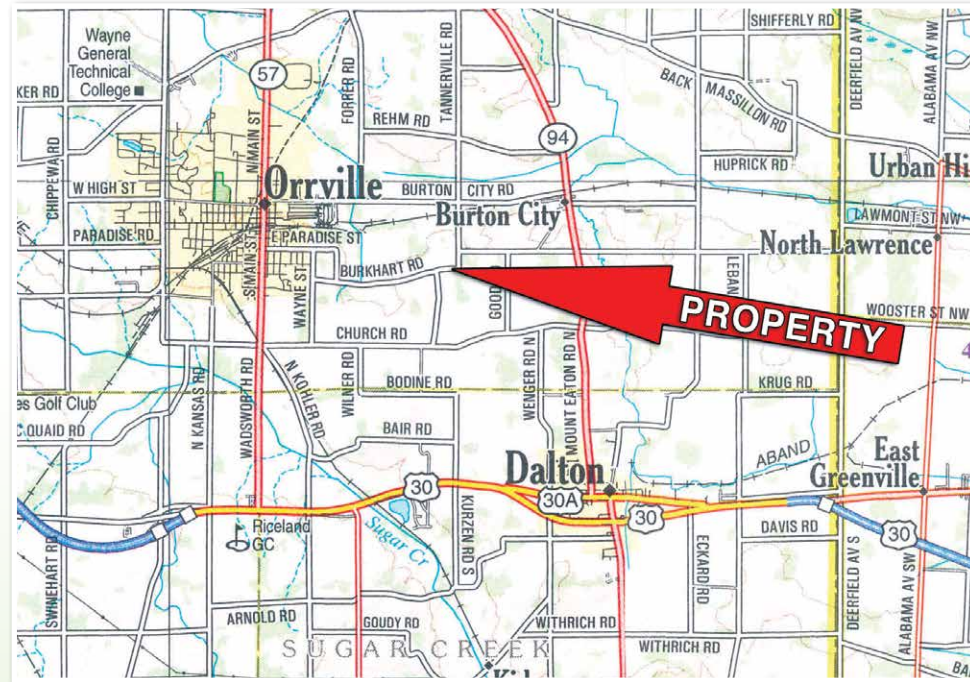 SHIFFERLY RD
Wayne
General
Technical
College
57
KER RD
FORRER RD
TANNERVILLE RD
BACK MASSILLON RD
DEERFIELD AV NW
ALABAMA AV NW
REHM RD
94
N MAIN ST
CHIPPEWA RD
HUPRICK RD
Urban Hi
W HIGH ST
Orrville
BURTON CITY RD
Burton City
LAWMONT ST NW
PARADISE RD
E PARADISE ST
North Lawrence
S MAIN ST
WAYNE ST
BURKHART RD
GOOD
LEBAN
PROPERTY
WOOSTER ST NW
CHURCH RD
4
N KANSAS RD
WADSWORTH RD
N KOHLER RD
WILMER RD
BODINE RD
WENGER RD N
MOUNT EATON RD N
KRUG RD
es Golf Club
C QUAID RD
BAIR RD
ABAND
Dalton
East
Greenville
30
30A
30
30
Riceland
GC
Sugar Cr
KURZEN RD S
DAVIS RD
SWINEHART RD
ECKARD RD
DEERFIELD AV S
ALABAMA AV SW
ARNOLD RD
GOUDY RD
WITHRICH RD
WITHRICH RD
SUGAR CREEK
BA